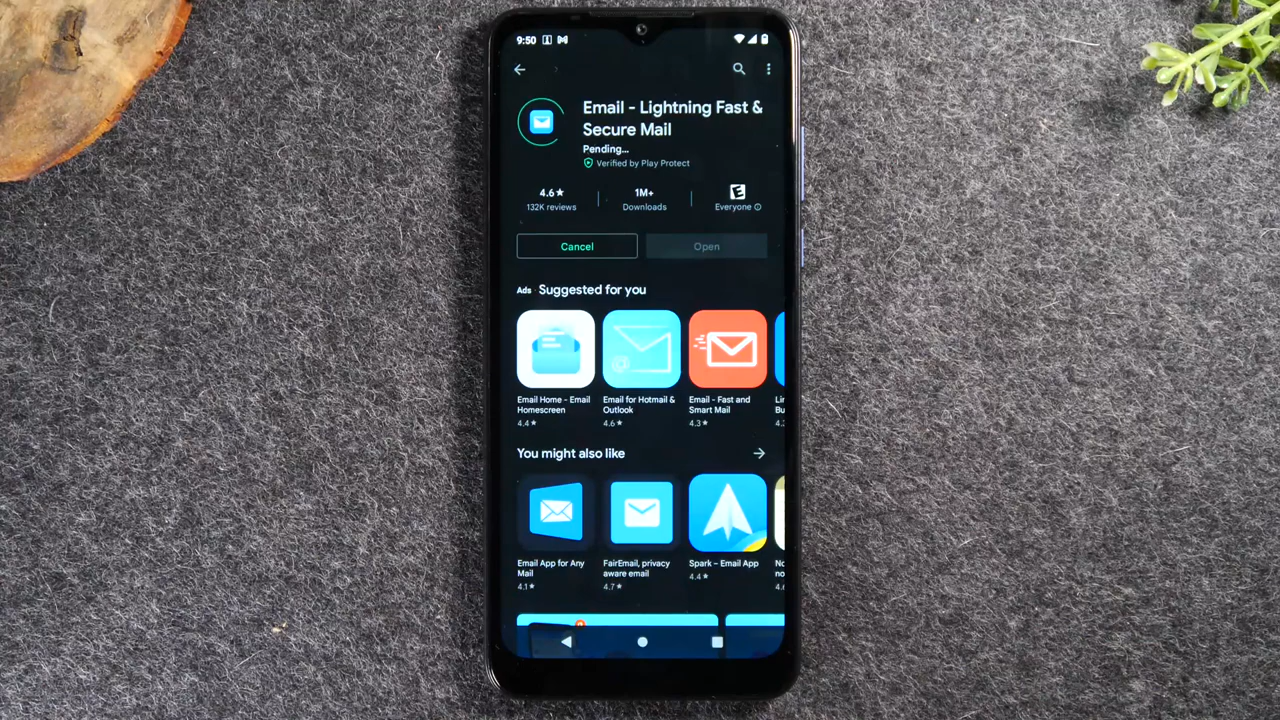 9:50
Email - Lightning Fast &
Secure Mail
Pending...
Verified by Play Protect
4.6★
132K reviews
1M+
Downloads
E
Everyone
Cancel
Open
Ads · Suggested for you
Email Home - Email
Homescreen
4.4★
Email for Hotmail &
Outlook
4.6★
Email - Fast and
Smart Mail
4.3★
You might also like
Email App for Any
Mail
4.1★
FairEmail, privacy
aware email
4.7★
Spark – Email App
4.4★